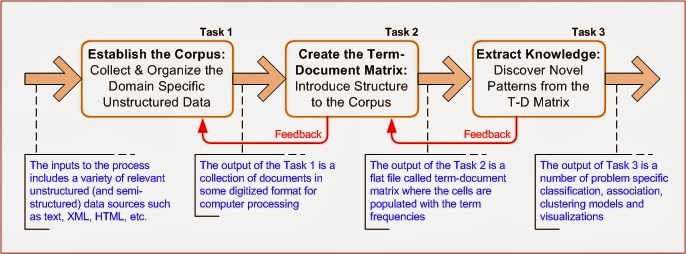 Task 1
Establish the Corpus:
Collect & Organize the
Domain Specific
Unstructured Data
Task 2
Create the Term-
Document Matrix:
Introduce Structure
to the Corpus
Task 3
Extract Knowledge:
Discover Novel
Patterns from the
T-D Matrix
Feedback
Feedback
The inputs to the process
includes a variety of relevant
unstructured (and semi-
structured) data sources such
as text, XML, HTML, etc.
The output of the Task 1 is a
collection of documents in
some digitized format for
computer processing
The output of the Task 2 is a
flat file called term-document
matrix where the cells are
populated with the term
frequencies
The output of Task 3 is a
number of problem specific
classification, association,
clustering models and
visualizations